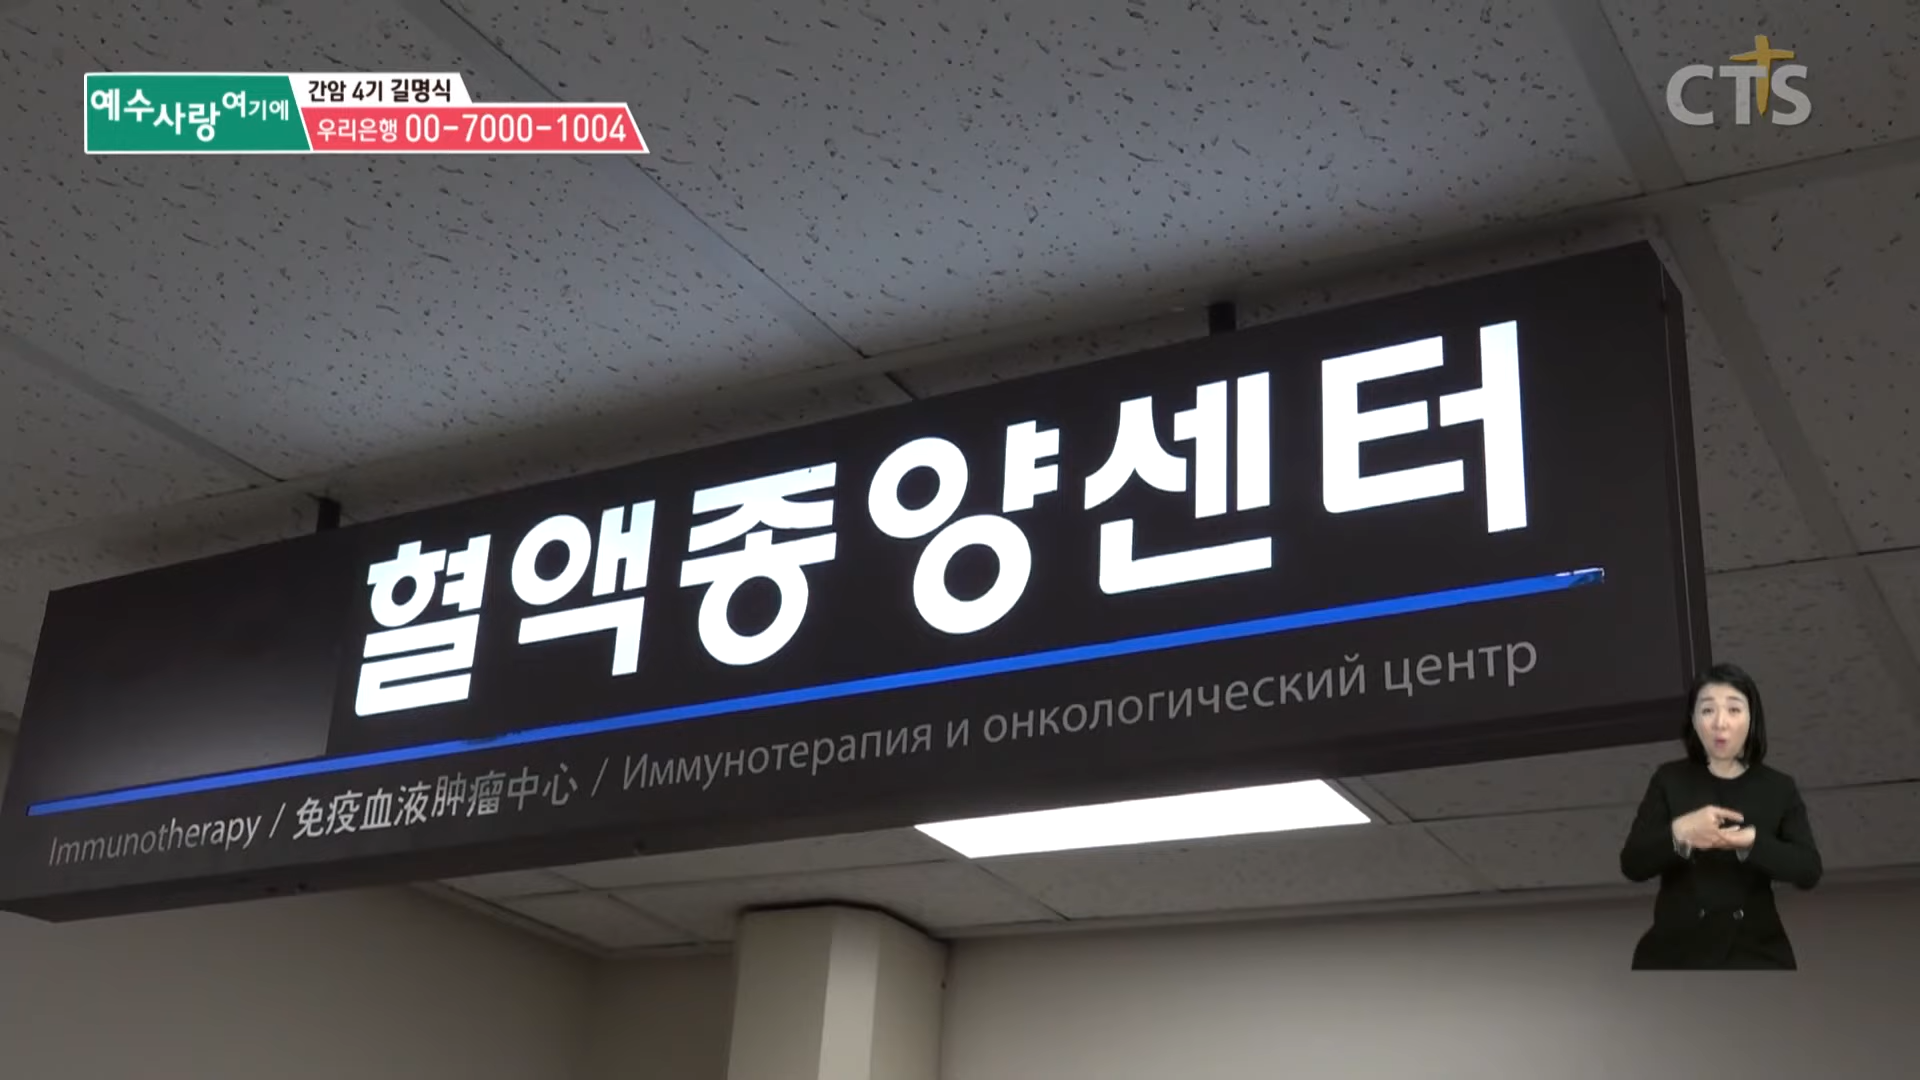 예수사랑여기에
간암 4기 길명식
우리은행 00-7000-1004
CTS
혈액종양센터
Immunotherapy / 免疫血液肿瘤中心 / Иммунотерапия и онкологический центр